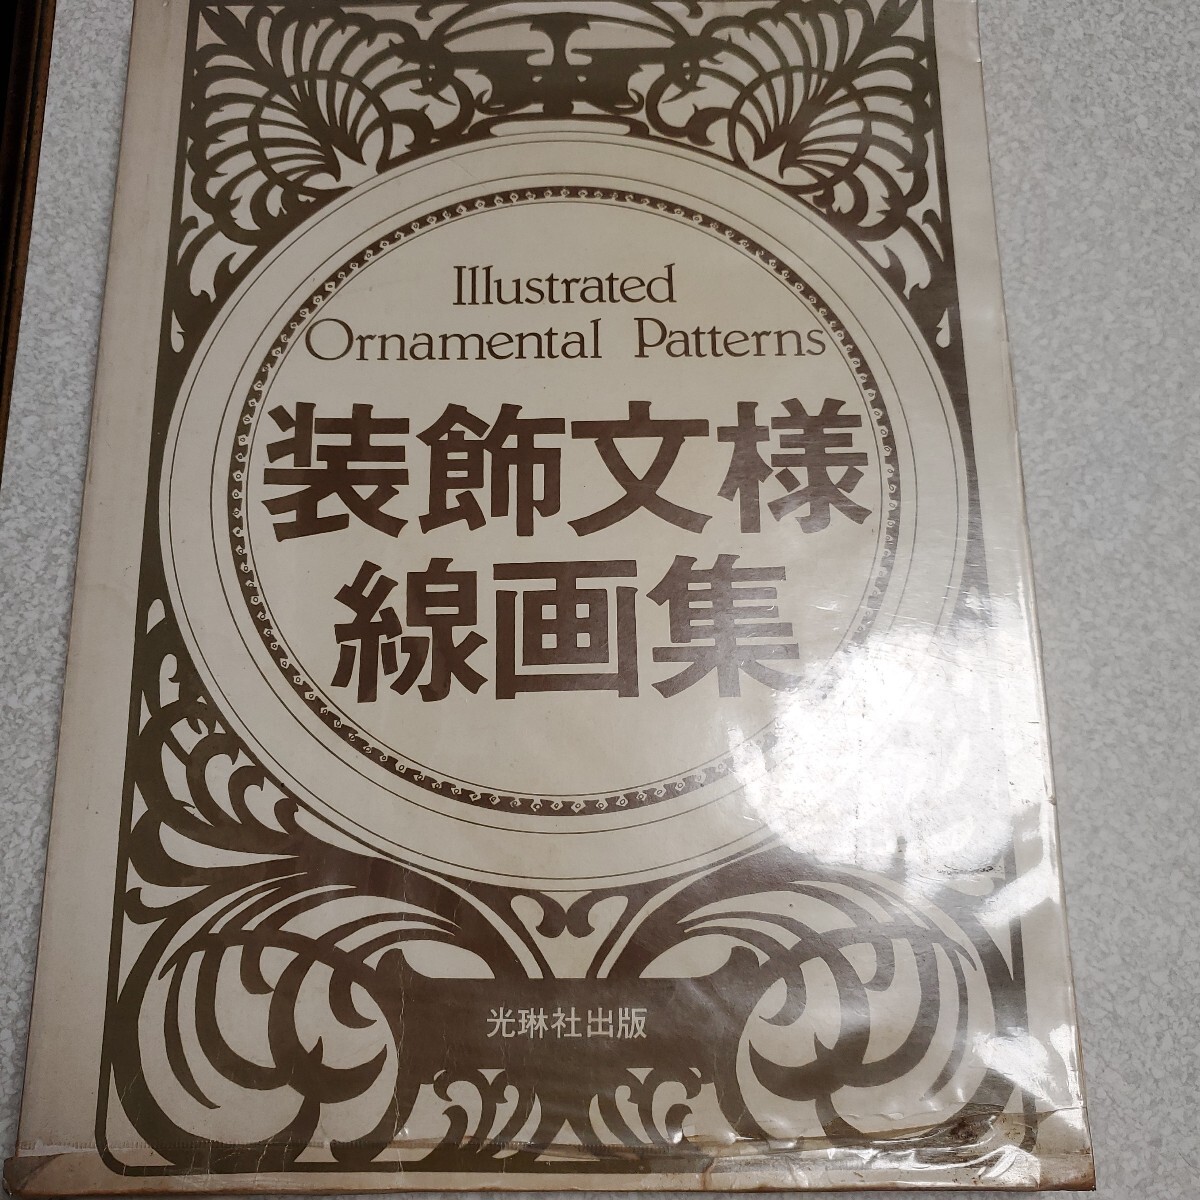 Illustrated
Ornamental Patterns
装飾文様
線画集
光琳社出版